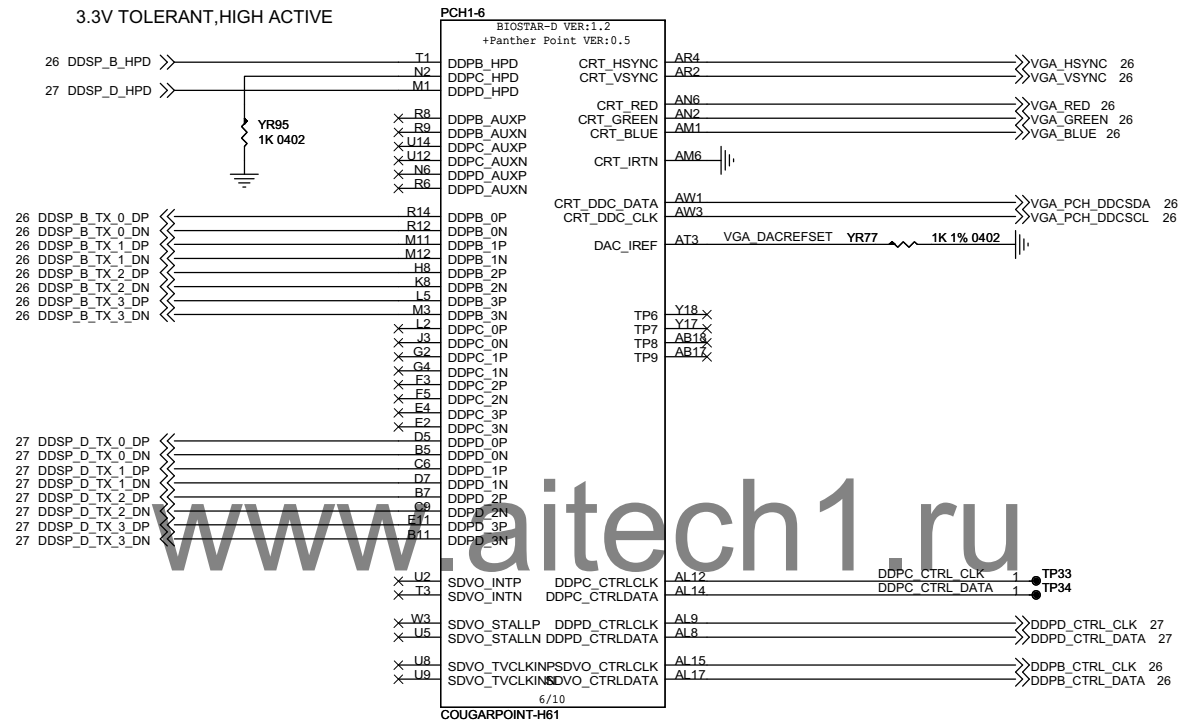 3.3V TOLERANT,HIGH ACTIVE
PCH1-6
BIOSTAR-D VER:1.2
+Panther Point VER:0.5
26 DDSP_B_HPD T1 DDPB_HPD CRT_HSYNC AR4 VGA_HSYNC 26
N2 DDPC_HPD CRT_VSYNC AR2 VGA_VSYNC 26
27 DDSP_D_HPD M1 DDPD_HPD
CRT_RED AN6 VGA_RED 26
R8 DDPB_AUXP CRT_GREEN AN2 VGA_GREEN 26
YR95 R9 DDPB_AUXN CRT_BLUE AM1 VGA_BLUE 26
1K 0402 U14 DDPC_AUXP
U12 DDPC_AUXN CRT_IRTN AM6
N6 DDPD_AUXP
R6 DDPD_AUXN
CRT_DDC_DATA AW1 VGA_PCH_DDCSDA 26
26 DDSP_B_TX_0_DP R14 DDPB_0P CRT_DDC_CLK AW3 VGA_PCH_DDCSCL 26
26 DDSP_B_TX_0_DN R12 DDPB_0N
26 DDSP_B_TX_1_DP M11 DDPB_1P DAC_IREF AT3 VGA_DACREFSET YR77 1K 1% 0402
26 DDSP_B_TX_1_DN M12 DDPB_1N
26 DDSP_B_TX_2_DP H8 DDPB_2P
26 DDSP_B_TX_2_DN K8 DDPB_2N
26 DDSP_B_TX_3_DP L5 DDPB_3P
26 DDSP_B_TX_3_DN M3 DDPB_3N TP6 Y18
L2 DDPC_0P TP7 Y17
J3 DDPC_0N TP8 AB18
G2 DDPC_1P TP9 AB17
G4 DDPC_1N
F3 DDPC_2P
F5 DDPC_2N
E4 DDPC_3P
E2 DDPC_3N
27 DDSP_D_TX_0_DP D5 DDPD_0P
27 DDSP_D_TX_0_DN B5 DDPD_0N
27 DDSP_D_TX_1_DP C6 DDPD_1P
27 DDSP_D_TX_1_DN D7 DDPD_1N
27 DDSP_D_TX_2_DP B7 DDPD_2P
27 DDSP_D_TX_2_DN C9 DDPD_2N
27 DDSP_D_TX_3_DP E11 DDPD_3P
27 DDSP_D_TX_3_DN B11 DDPD_3N
www.aitech1.ru
U2 SDVO_INTP DDPC_CTRLCLK AL12 DDPC_CTRL_CLK 1 TP33
T3 SDVO_INTN DDPC_CTRLDATA AL14 DDPC_CTRL_DATA 1 TP34
W3 SDVO_STALLP DDPD_CTRLCLK AL9 DDPD_CTRL_CLK 27
U5 SDVO_STALLN DDPD_CTRLDATA AL8 DDPD_CTRL_DATA 27
U8 SDVO_TVCLKINP SDVO_CTRLCLK AL15 DDPB_CTRL_CLK 26
U9 SDVO_TVCLKINN SDVO_CTRLDATA AL17 DDPB_CTRL_DATA 26
6/10
COUGARPOINT-H61